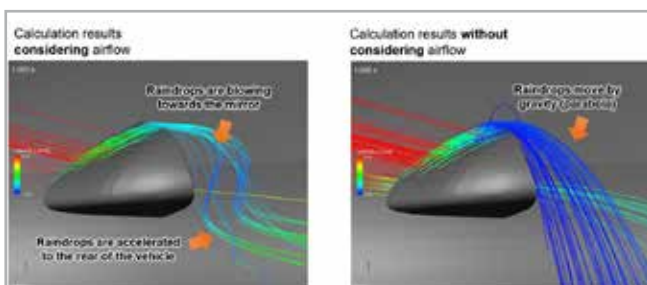 Calculation results
considering airflow
Raindrops are blowing
towards the mirror
Raindrops are accelerated
to the rear of the vehicle
Calculation results without
considering airflow
Raindrops move by
gravity (parabola)